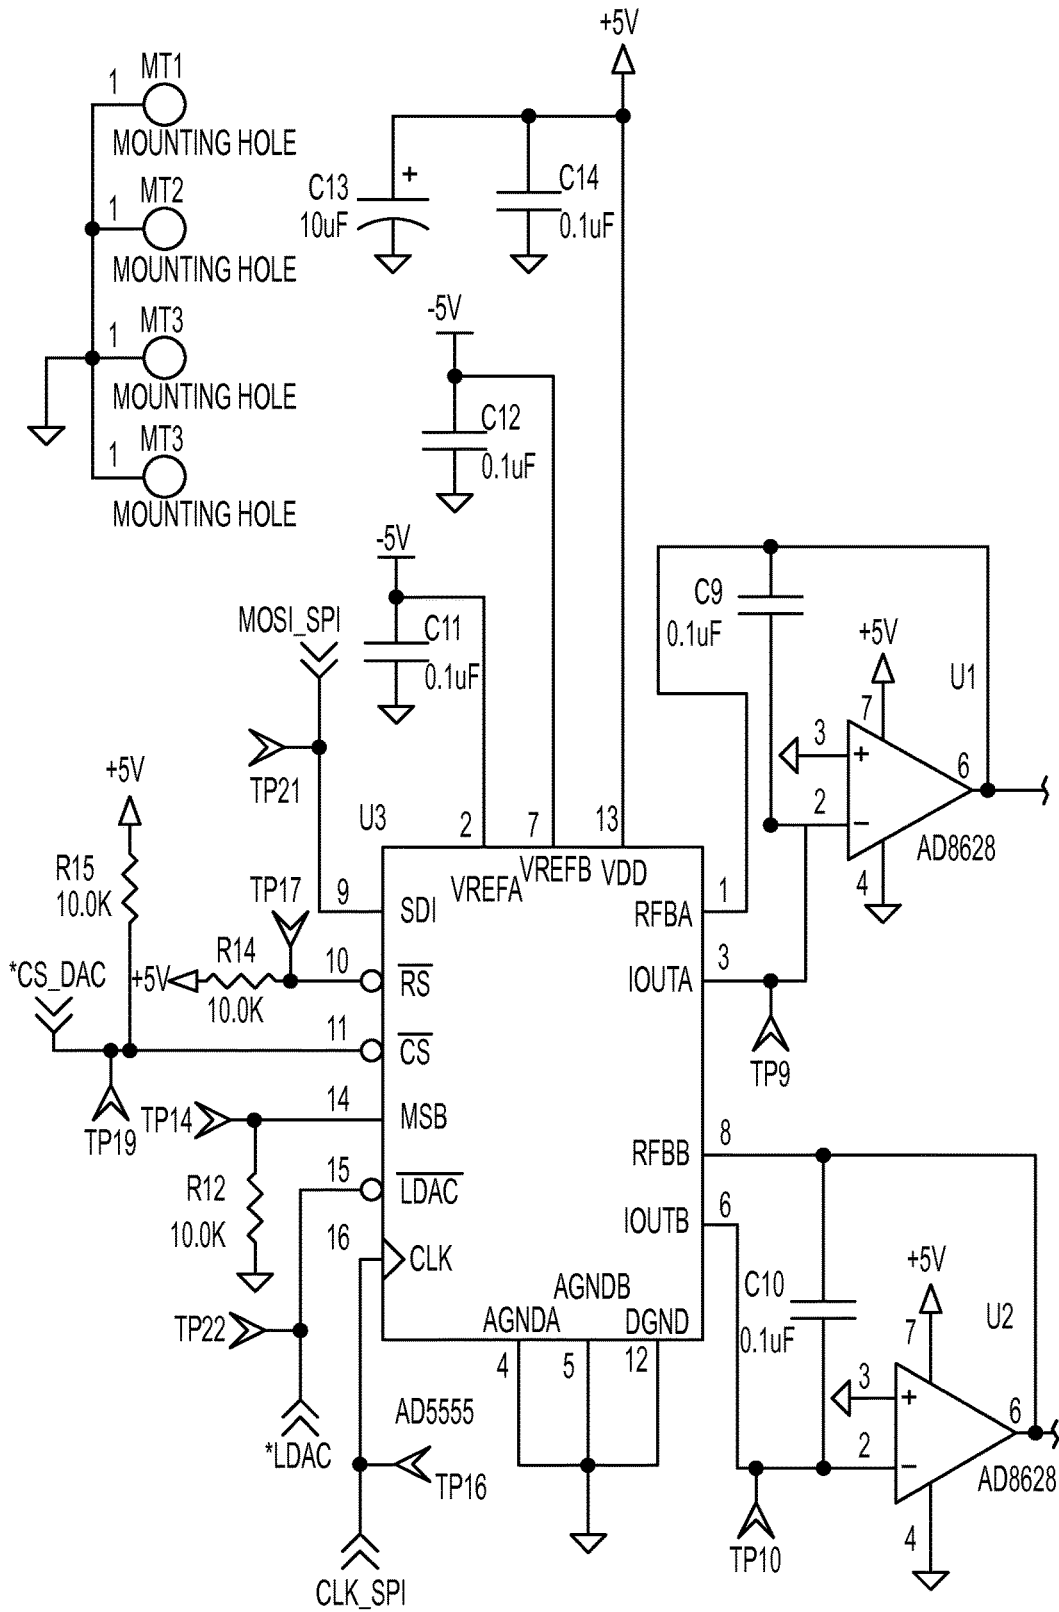 +5V
1
MT1
MOUNTING HOLE
1
MT2
MOUNTING HOLE
1
MT3
MOUNTING HOLE
1
MT3
MOUNTING HOLE
C13
+
10uF
C14
0.1uF
-5V
C12
0.1uF
-5V
C11
0.1uF
MOSI_SPI
TP21
C9
0.1uF
+5V
U1
7
3
+
2
−
6
4
AD8628
+5V
R15
10.0K
U3
2
7
13
VREFA
VREFB
VDD
TP17
9
SDI
RFBA
1
*CS_DAC
+5V
R14
10.0K
10
RS
IOUTA
3
TP9
11
CS
TP19
TP14
14
MSB
R12
10.0K
15
LDAC
RFBB
8
16
CLK
IOUTB
6
TP22
*LDAC
AGNDA
AGNDB
DGND
4
5
12
AD5555
TP16
CLK_SPI
C10
0.1uF
+5V
U2
7
3
+
2
−
6
4
AD8628
TP10